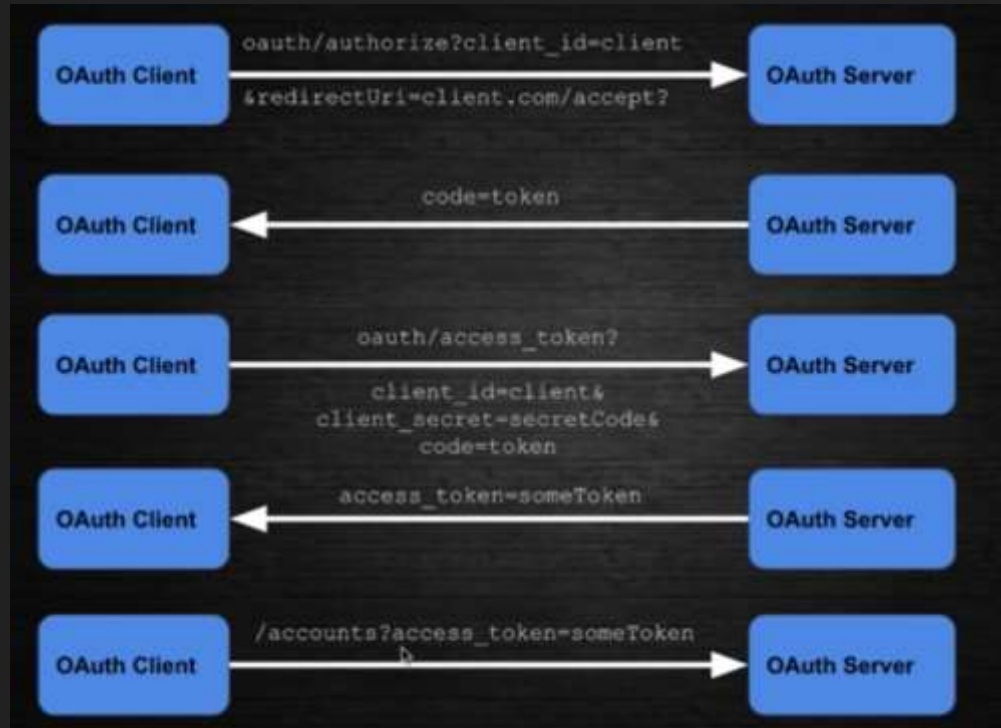 oauth/authorize?client_id=client
OAuth Client
OAuth Server
&redirectUri=client.com/accept?
code=token
OAuth Client
OAuth Server
oauth/access_token?
OAuth Client
OAuth Server
client_id=client&
client_secret=secretCode&
code=token
access_token=someToken
OAuth Client
OAuth Server
/accounts?access_token=someToken
OAuth Client
OAuth Server